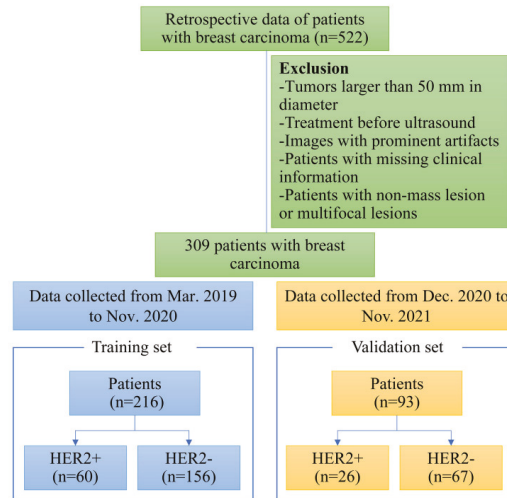 Retrospective data of patients
with breast carcinoma (n=522)
Exclusion
-Tumors larger than 50 mm in
diameter
-Treatment before ultrasound
-Images with prominent artifacts
-Patients with missing clinical
information
-Patients with non-mass lesion
or multifocal lesions
309 patients with breast
carcinoma
Data collected from Mar. 2019
to Nov. 2020
Data collected from Dec. 2020 to
Nov. 2021
Training set
Validation set
Patients
(n=216)
Patients
(n=93)
HER2+
(n=60)
HER2-
(n=156)
HER2+
(n=26)
HER2-
(n=67)